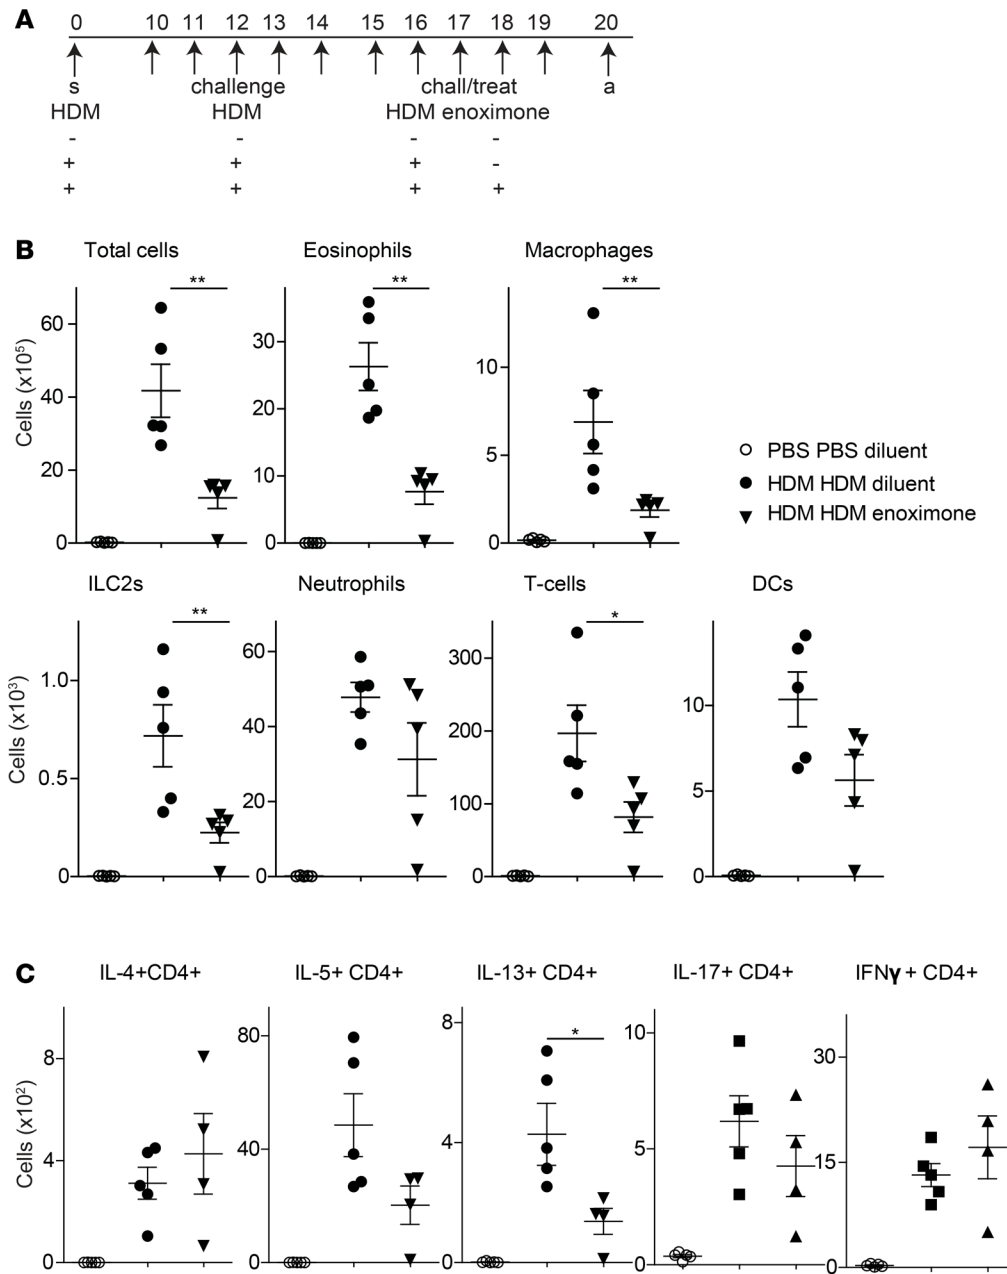 A
0 10 11 12 13 14 15 16 17 18 19 20
s challenge chall/treat a
HDM HDM HDM enoximone
- - - -
+ + + -
+ + + +
B
Total cells Eosinophils Macrophages
** ** **
Cells (x10⁵)
60 40 20 0
30 20 10 0
10 5 0
PBS PBS diluent
HDM HDM diluent
HDM HDM enoximone
ILC2s Neutrophils T-cells DCs
** *
Cells (x10³)
1.0 0.5 0
60 40 20 0
300 200 100 0
10 5 0
C
IL-4+CD4+ IL-5+ CD4+ IL-13+ CD4+ IL-17+ CD4+ IFNγ + CD4+
*
Cells (x10²)
8 4 0
80 40 0
8 4 0
10 5 0
30 15 0